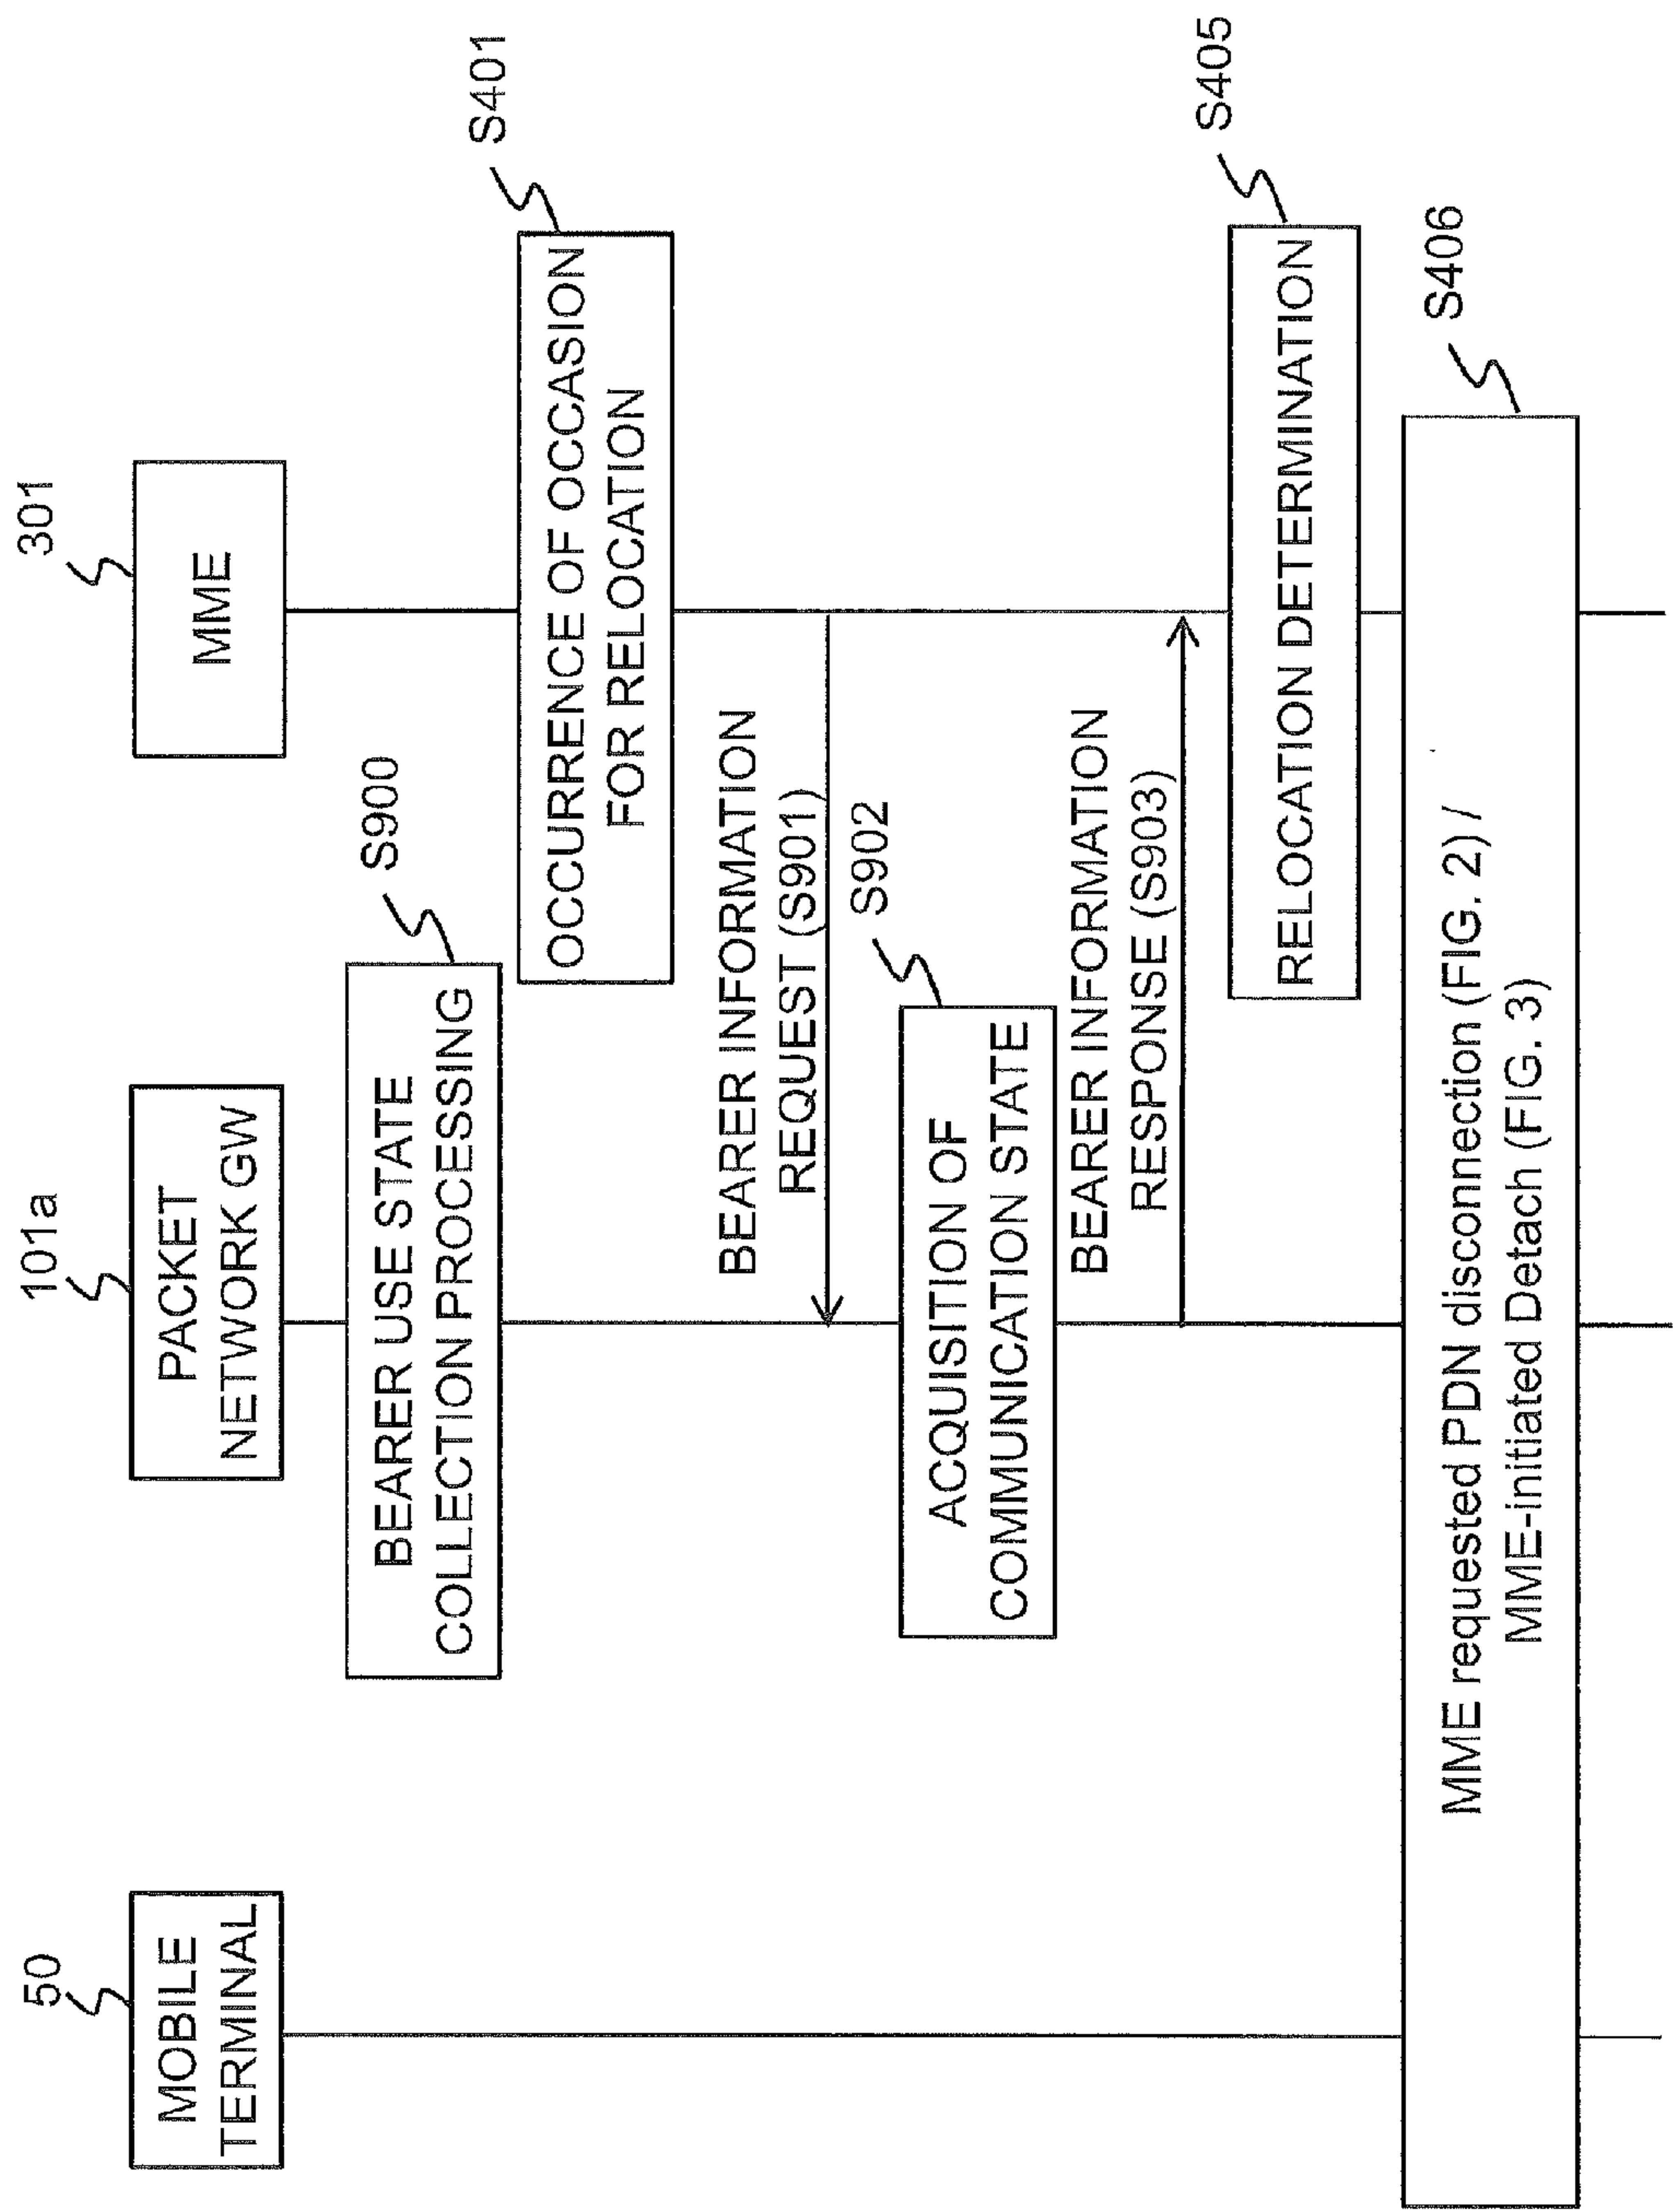 50
MOBILE
TERMINAL
101a
PACKET
NETWORK GW
301
MME
S900
BEARER USE STATE
COLLECTION PROCESSING
S401
OCCURRENCE OF OCCASION
FOR RELOCATION
BEARER INFORMATION
REQUEST (S901)
S902
ACQUISITION OF
COMMUNICATION STATE
BEARER INFORMATION
RESPONSE (S903)
S405
RELOCATION DETERMINATION
S406
MME requested PDN disconnection (FIG. 2) /
MME-initiated Detach (FIG. 3)